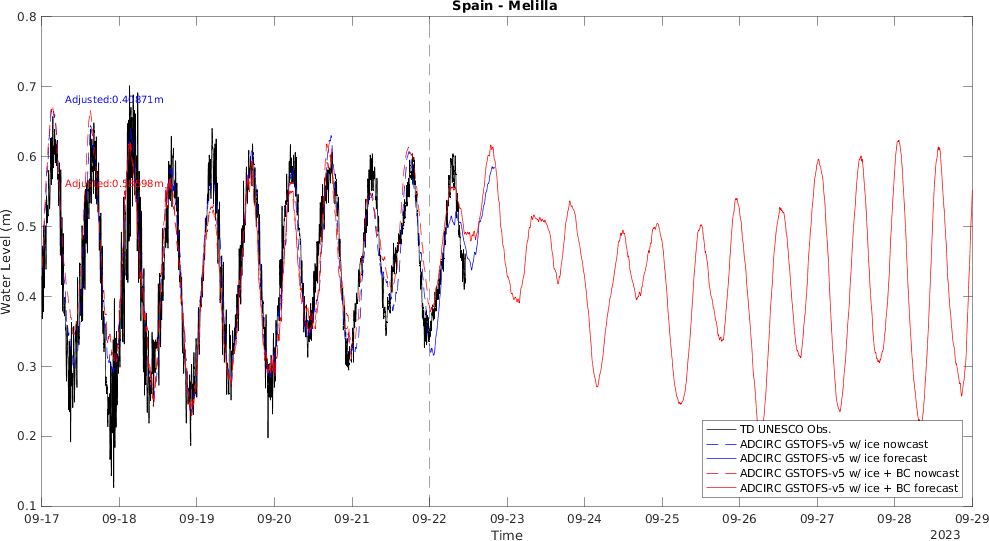 Spain - Melilla
0.8
0.7
0.6
0.5
0.4
0.3
0.2
0.1
Water Level (m)
TD UNESCO Obs.
ADCIRC GSTOFS-v5 w/ ice nowcast
ADCIRC GSTOFS-v5 w/ ice forecast
ADCIRC GSTOFS-v5 w/ ice + BC nowcast
ADCIRC GSTOFS-v5 w/ ice + BC forecast
09-17 09-18 09-19 09-20 09-21 09-22 09-23 09-24 09-25 09-26 09-27 09-28 09-29
Time
2023